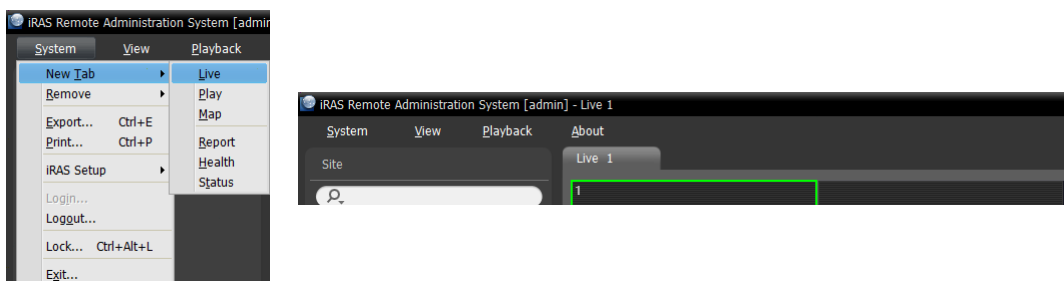 iRAS Remote Administration System [admin
System View Playback
New Tab
Remove
Export... Ctrl+E
Print... Ctrl+P
iRAS Setup
Login...
Logout...
Lock... Ctrl+Alt+L
Exit...
Live
Play
Map
Report
Health
Status
iRAS Remote Administration System [admin] - Live 1
System View Playback About
Site
Live 1
1